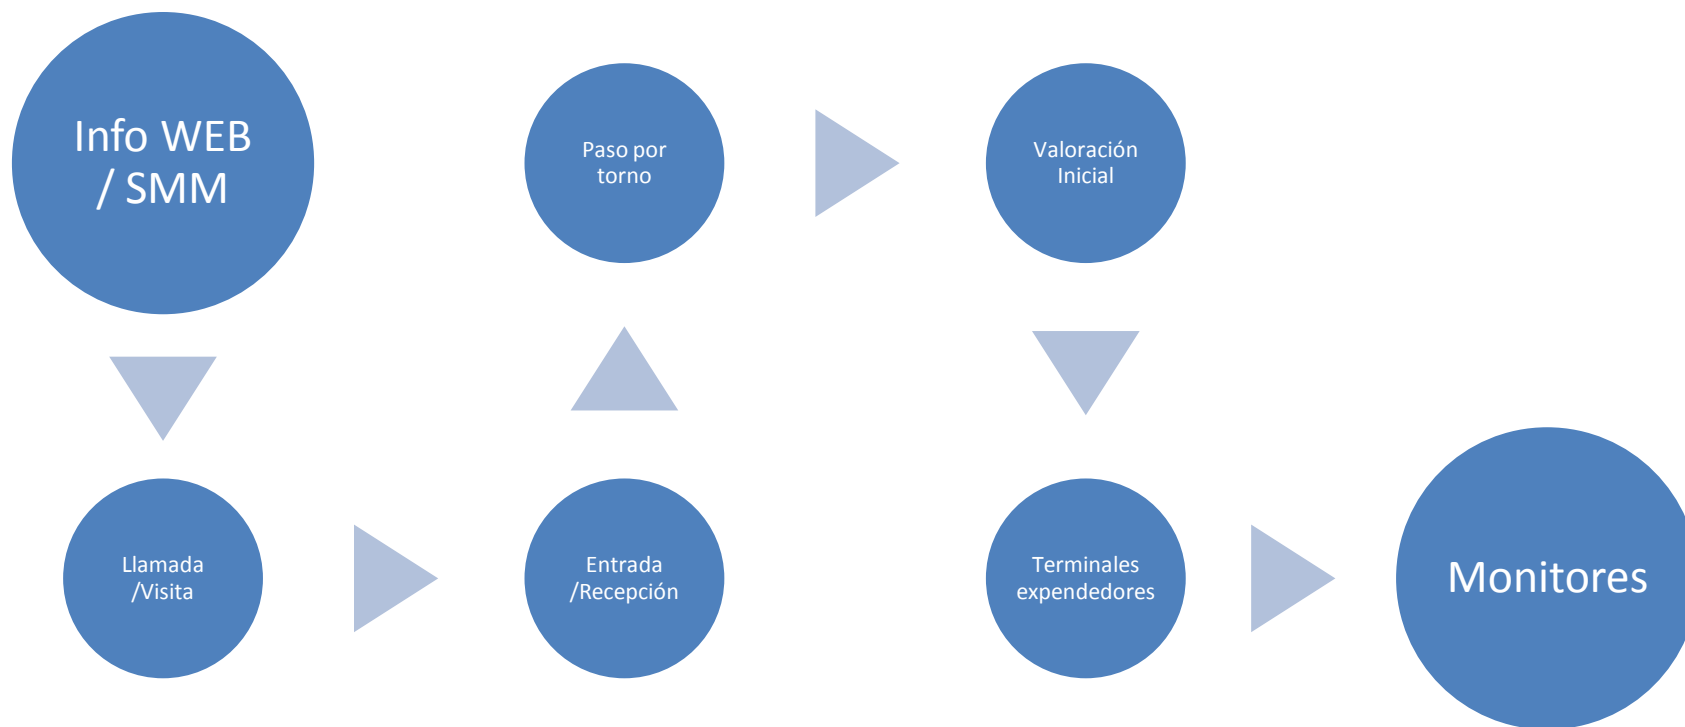 Info WEB
/ SMM
Llamada
/Visita
Entrada
/Recepción
Paso por
torno
Valoración
Inicial
Terminales
expendedores
Monitores